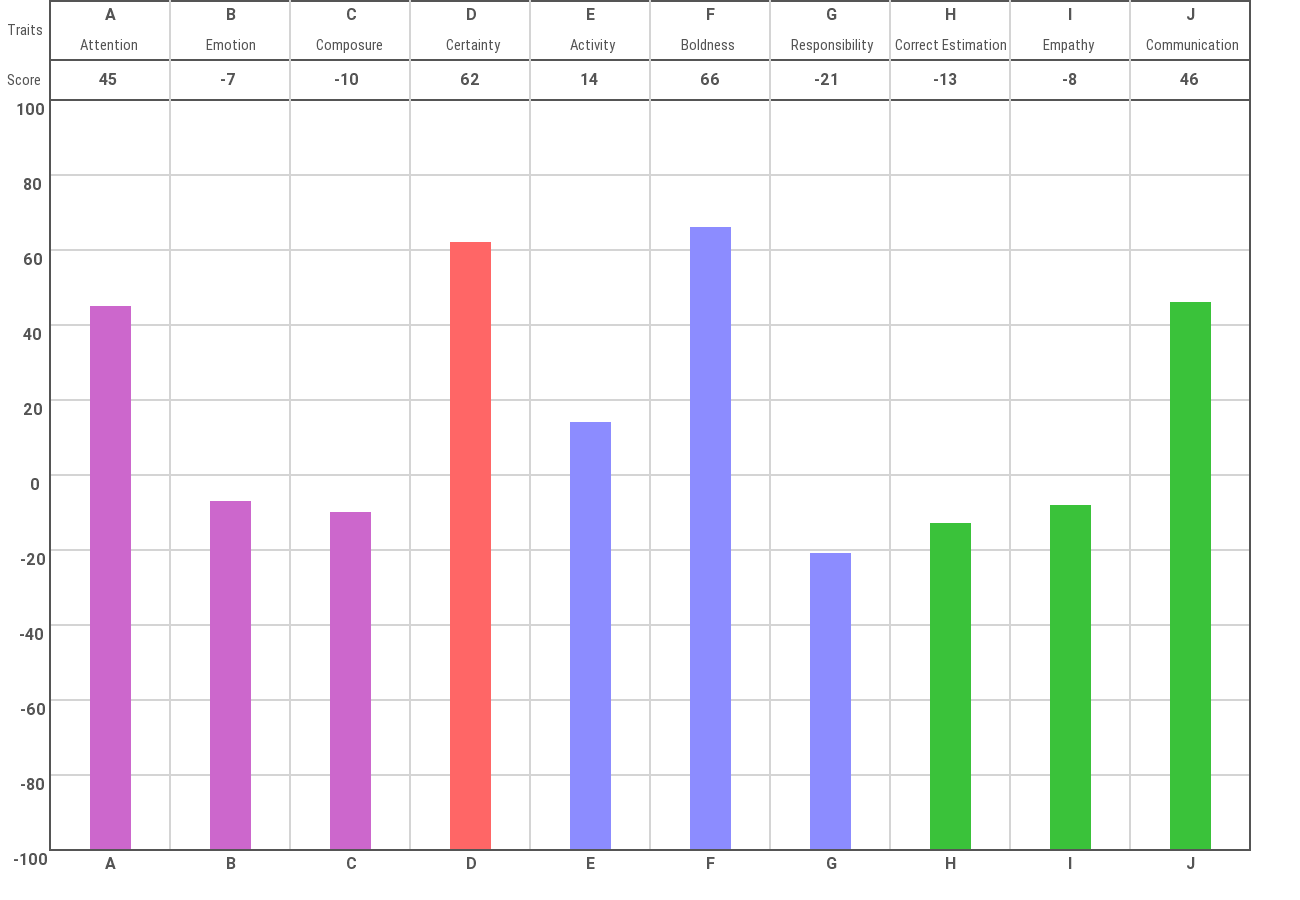 A B C D E F G H I J
Traits
Attention Emotion Composure Certainty Activity Boldness Responsibility Correct Estimation Empathy Communication
Score 45 -7 -10 62 14 66 -21 -13 -8 46
100
80
60
40
20
0
-20
-40
-60
-80
-100
A B C D E F G H I J